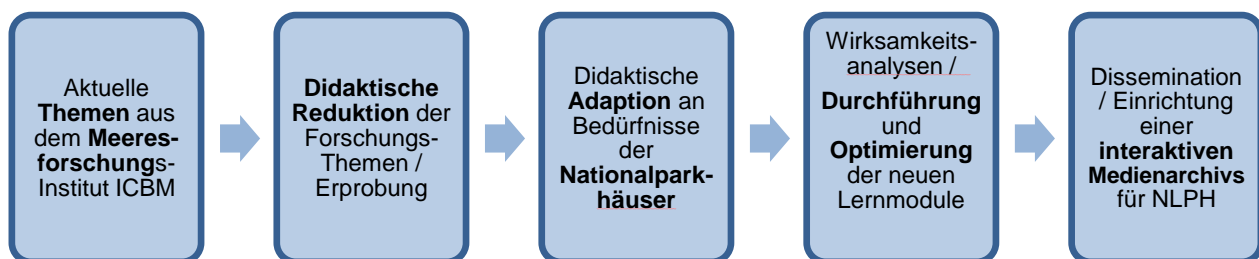 Aktuelle
Themen aus
dem Meeres-
forschungs-
Institut ICBM
Didaktische
Reduktion der
Forschungs-
Themen /
Erprobung
Didaktische
Adaption an
Bedürfnisse
der
Nationalpark-
häuser
Wirksamkeits-
analysen /
Durchführung
und
Optimierung
der neuen
Lernmodule
Dissemination
/ Einrichtung
einer
interaktiven
Medienarchivs
für NLPH